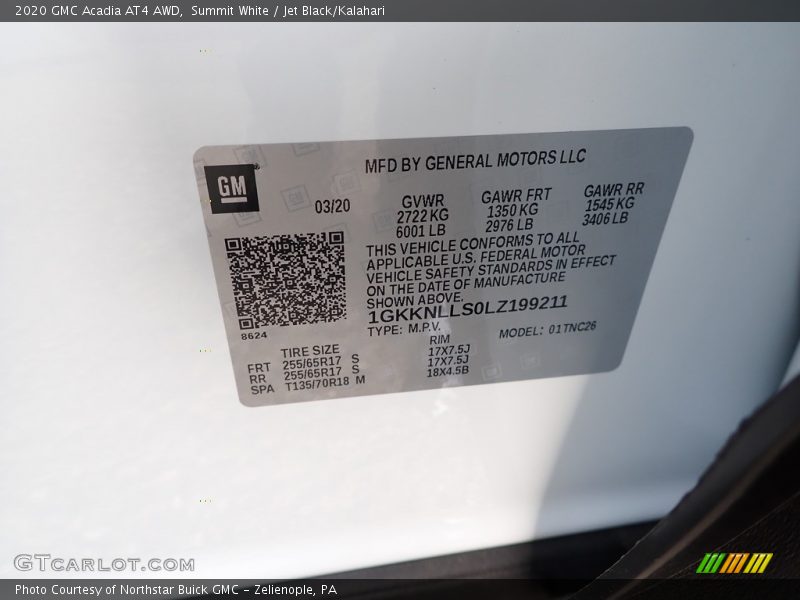 2020 GMC Acadia AT4 AWD, Summit White / Jet Black/Kalahari
MFD BY GENERAL MOTORS LLC
GM
03/20
GVWR GAWR FRT GAWR RR
2722 KG 1350 KG 1545 KG
6001 LB 2976 LB 3406 LB
THIS VEHICLE CONFORMS TO ALL
APPLICABLE U.S. FEDERAL MOTOR
VEHICLE SAFETY STANDARDS IN EFFECT
ON THE DATE OF MANUFACTURE
SHOWN ABOVE.
1GKKNLLS0LZ199211
8624
TYPE: M.P.V. MODEL: 01TNC26
TIRE SIZE RIM
FRT 255/65R17 S 17X7.5J
RR 255/65R17 S 17X7.5J
SPA T135/70R18 M 18X4.5B
GTCARLOT.COM
Photo Courtesy of Northstar Buick GMC - Zelienople, PA